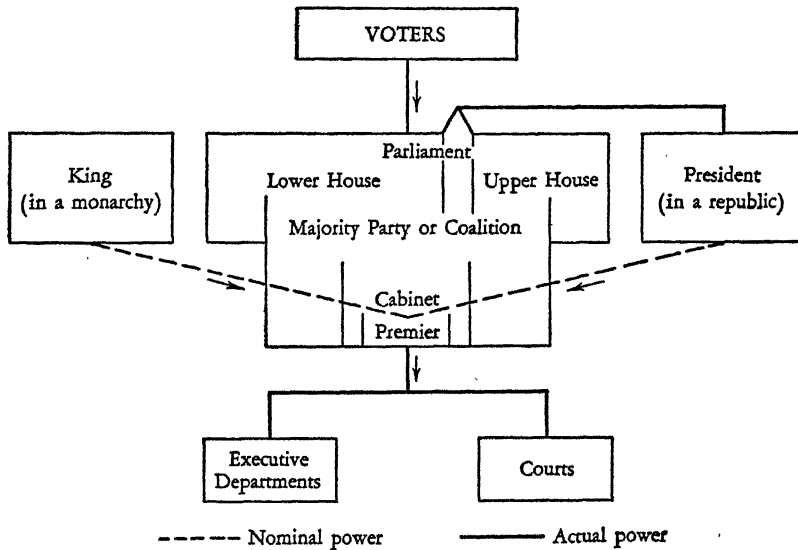 VOTERS
Parliament
King
(in a monarchy)
Lower House
Upper House
President
(in a republic)
Majority Party or Coalition
Cabinet
Premier
Executive
Departments
Courts
Nominal power
Actual power